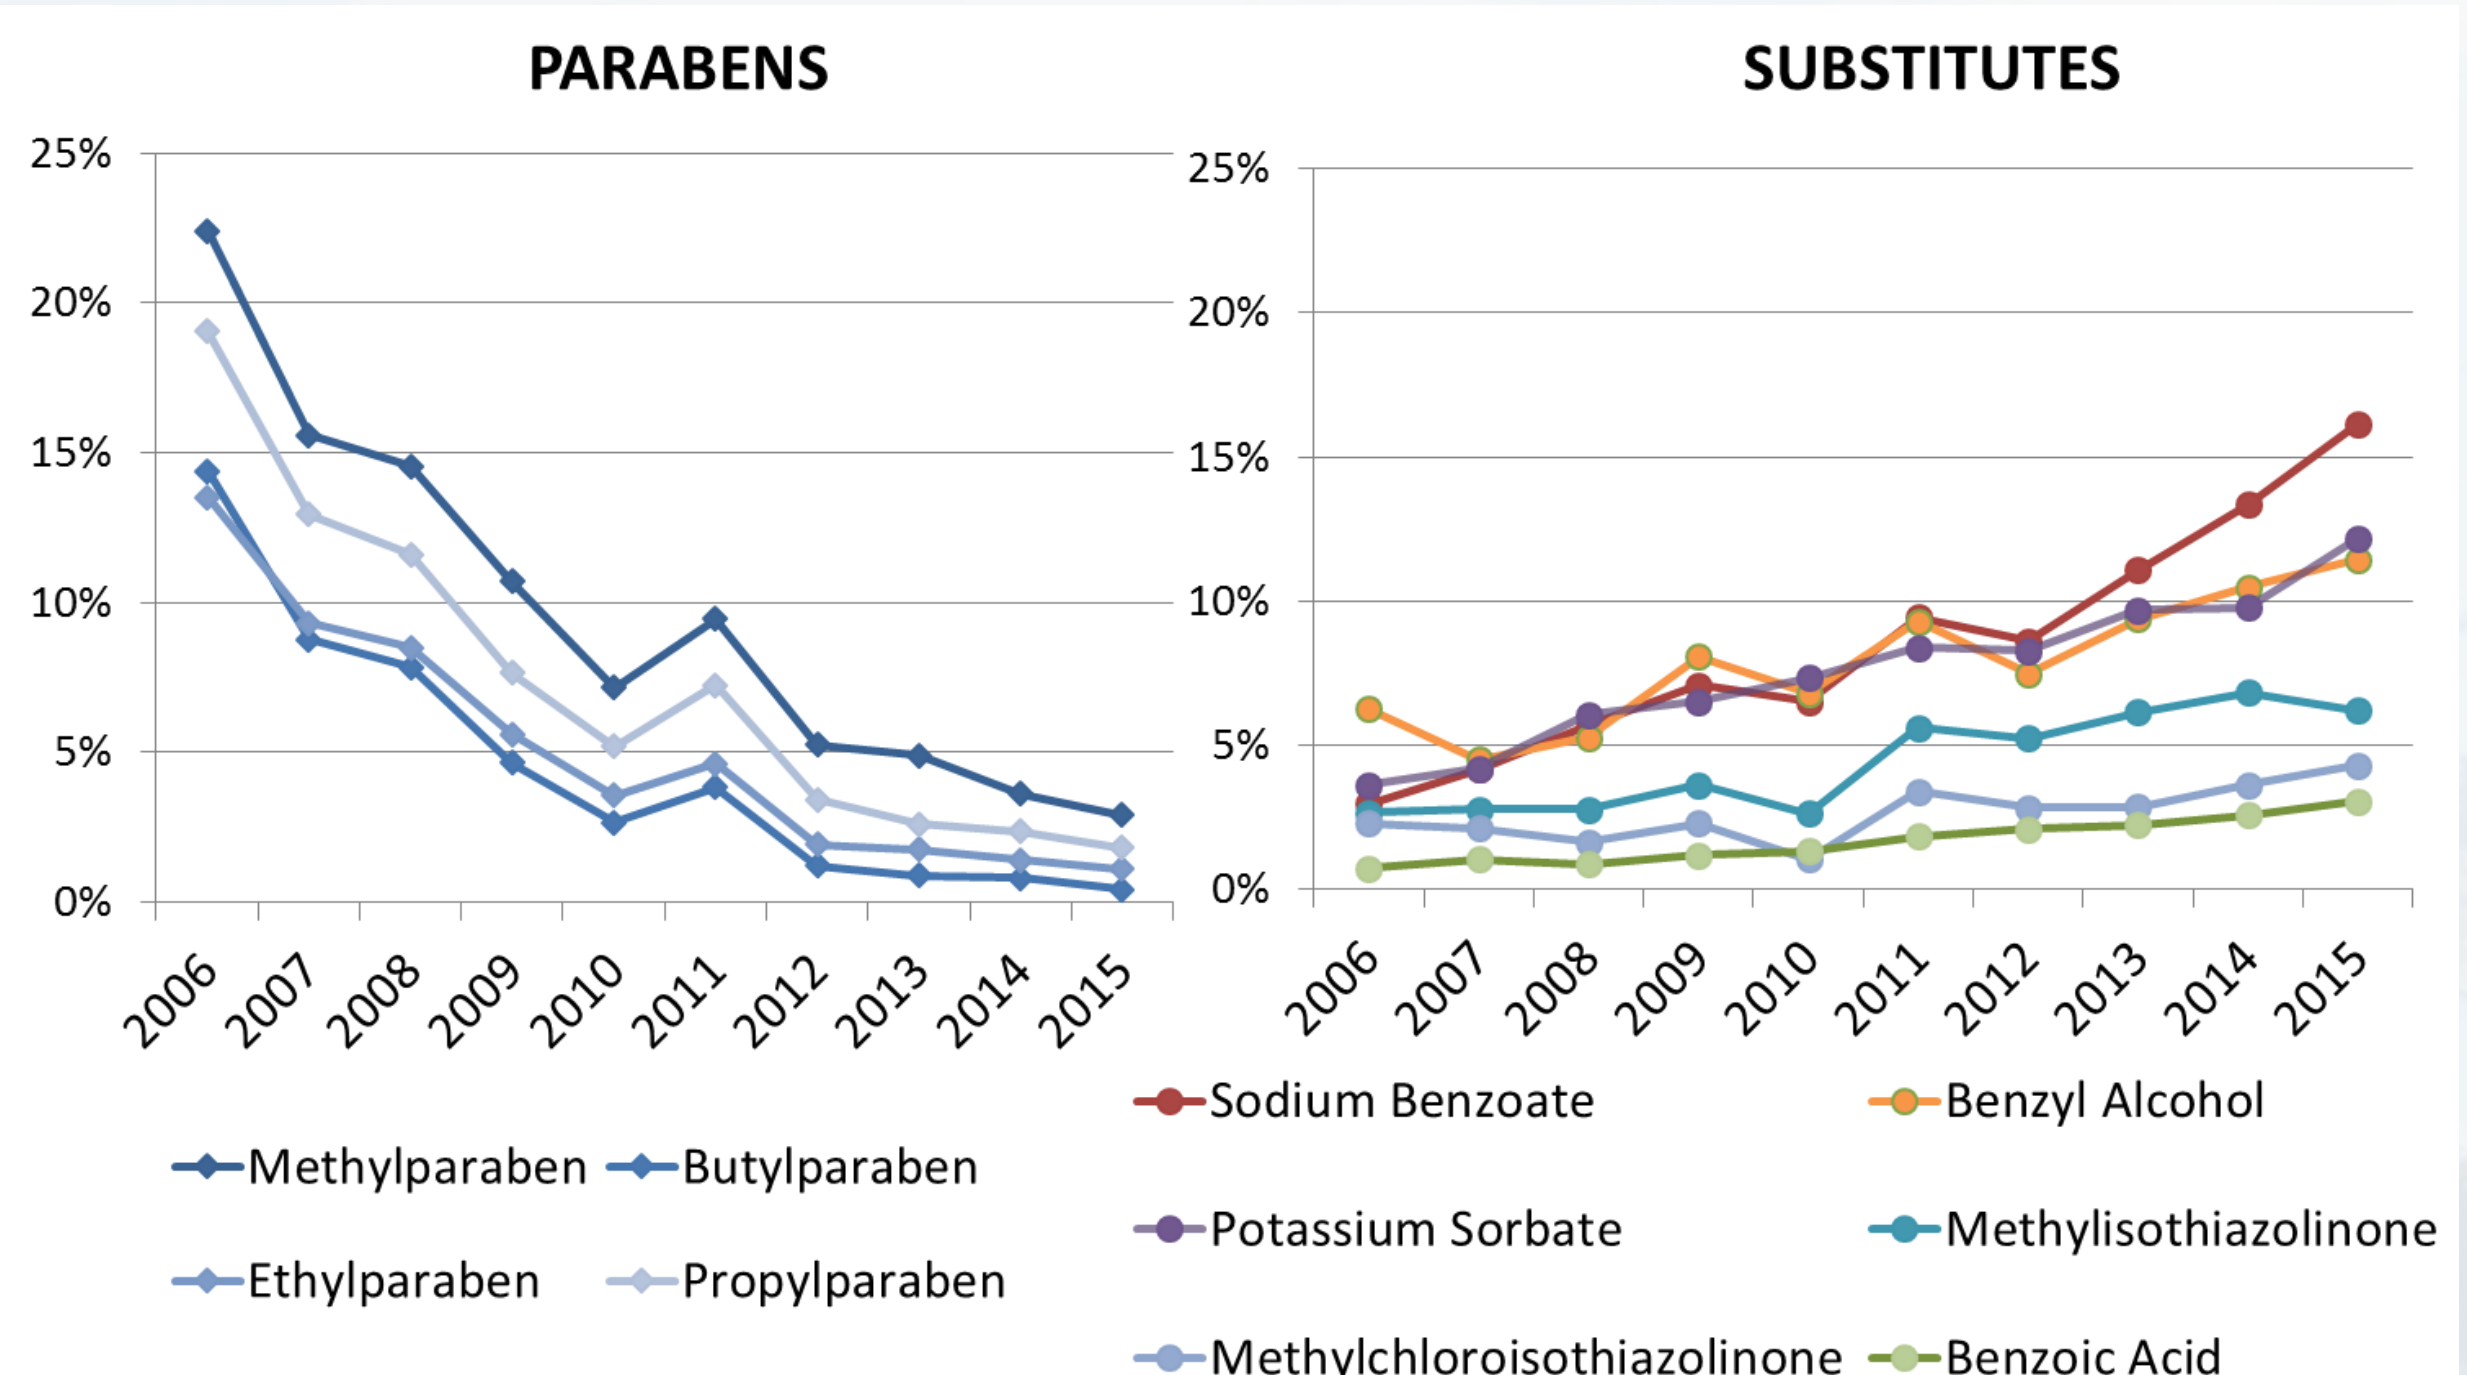 PARABENS
25%
20%
15%
10%
5%
0%
2006 2007 2008 2009 2010 2011 2012 2013 2014 2015
Methylparaben Butylparaben
Ethylparaben Propylparaben
SUBSTITUTES
25%
20%
15%
10%
5%
0%
2006 2007 2008 2009 2010 2011 2012 2013 2014 2015
Sodium Benzoate Benzyl Alcohol
Potassium Sorbate Methylisothiazolinone
Methylchloroisothiazolinone Benzoic Acid